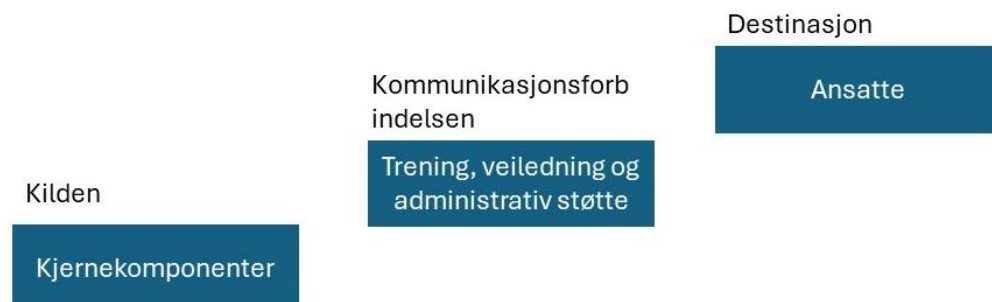 Kilden
Kjernekomponenter
Kommunikasjonsforb
indelsen
Trening, veiledning og
administrativ støtte
Destinasjon
Ansatte